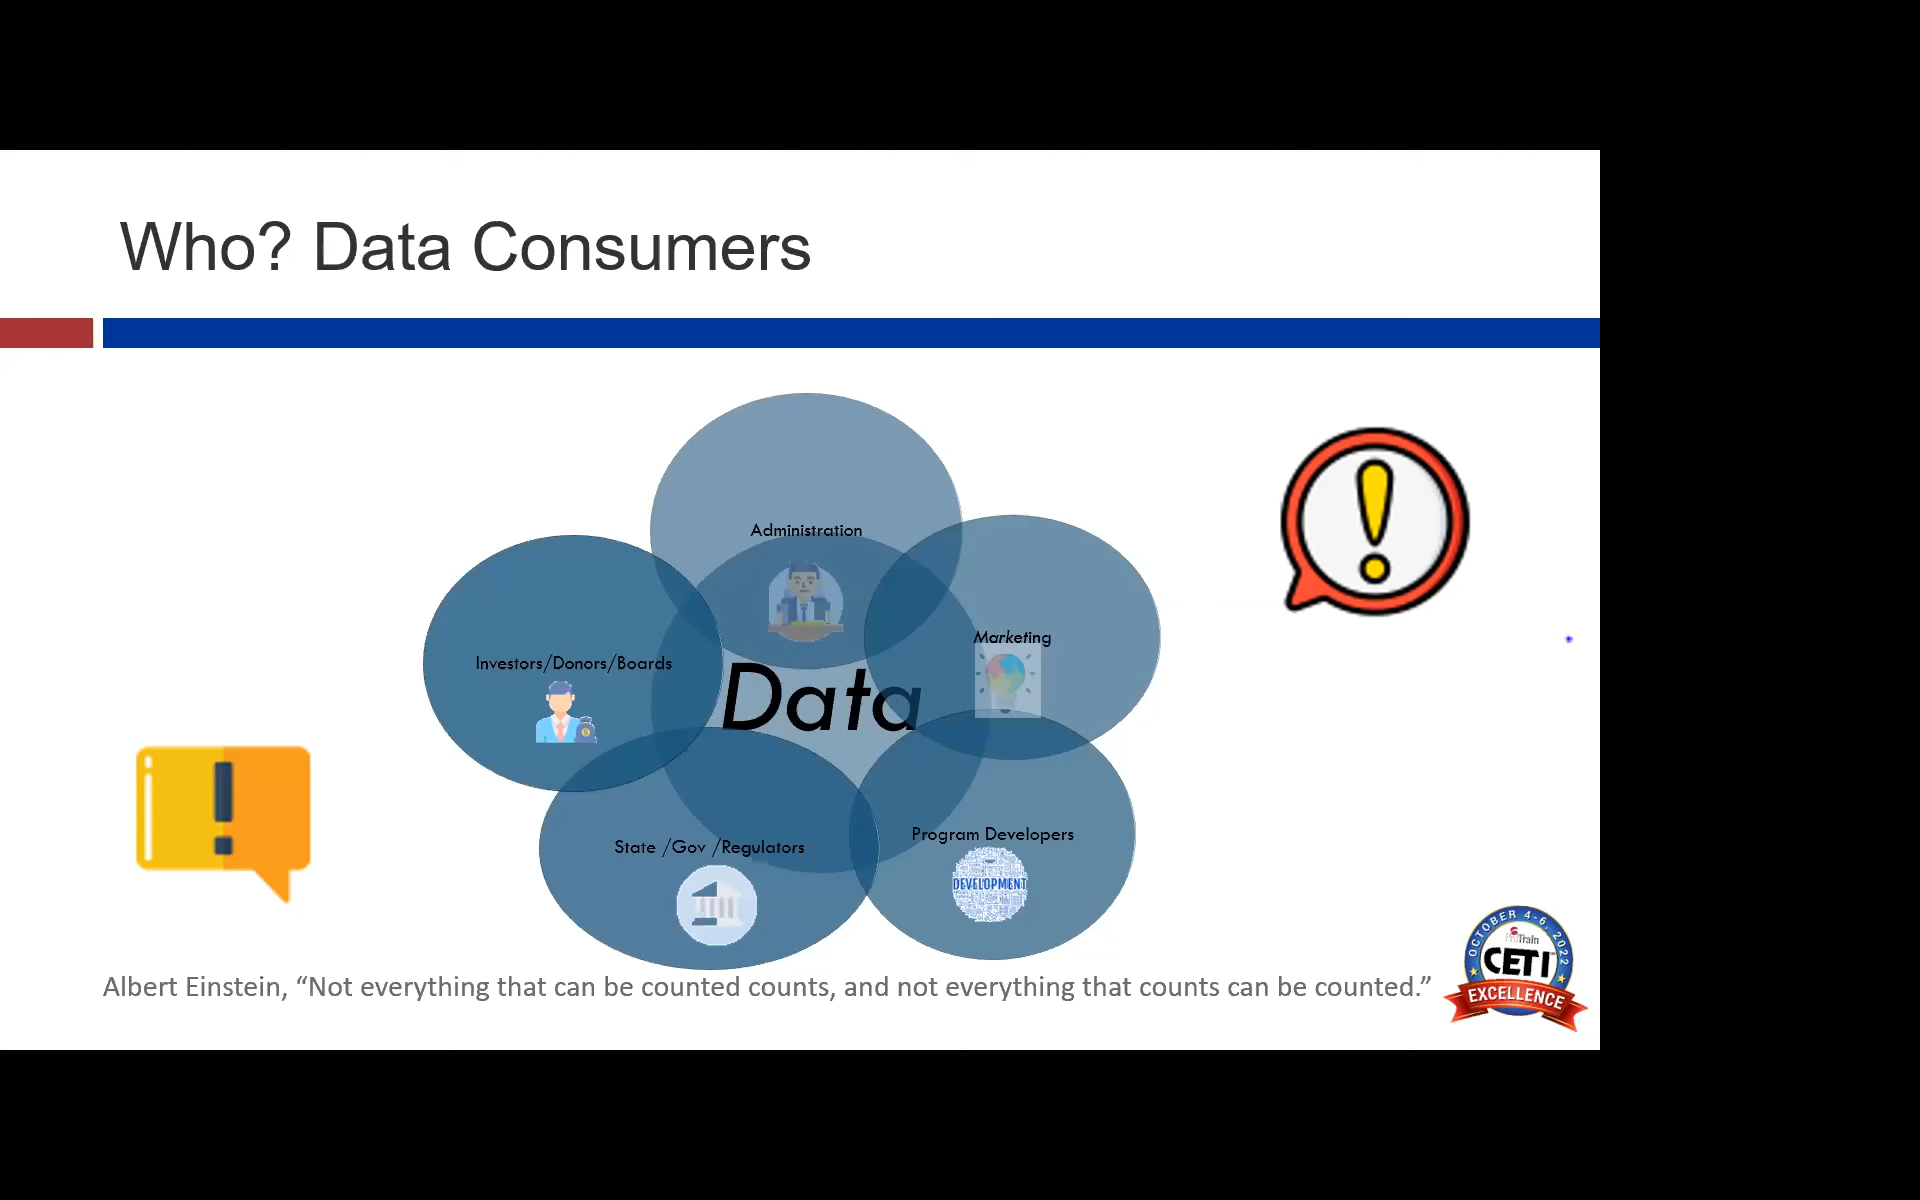 Who? Data Consumers
Administration
Marketing
Investors/Donors/Boards
Data
Program Developers
State /Gov /Regulators
DEVELOPMENT
OCTOBER 4-6, 2022
ProTrain
CETI
EXCELLENCE
Albert Einstein, “Not everything that can be counted counts, and not everything that counts can be counted.”